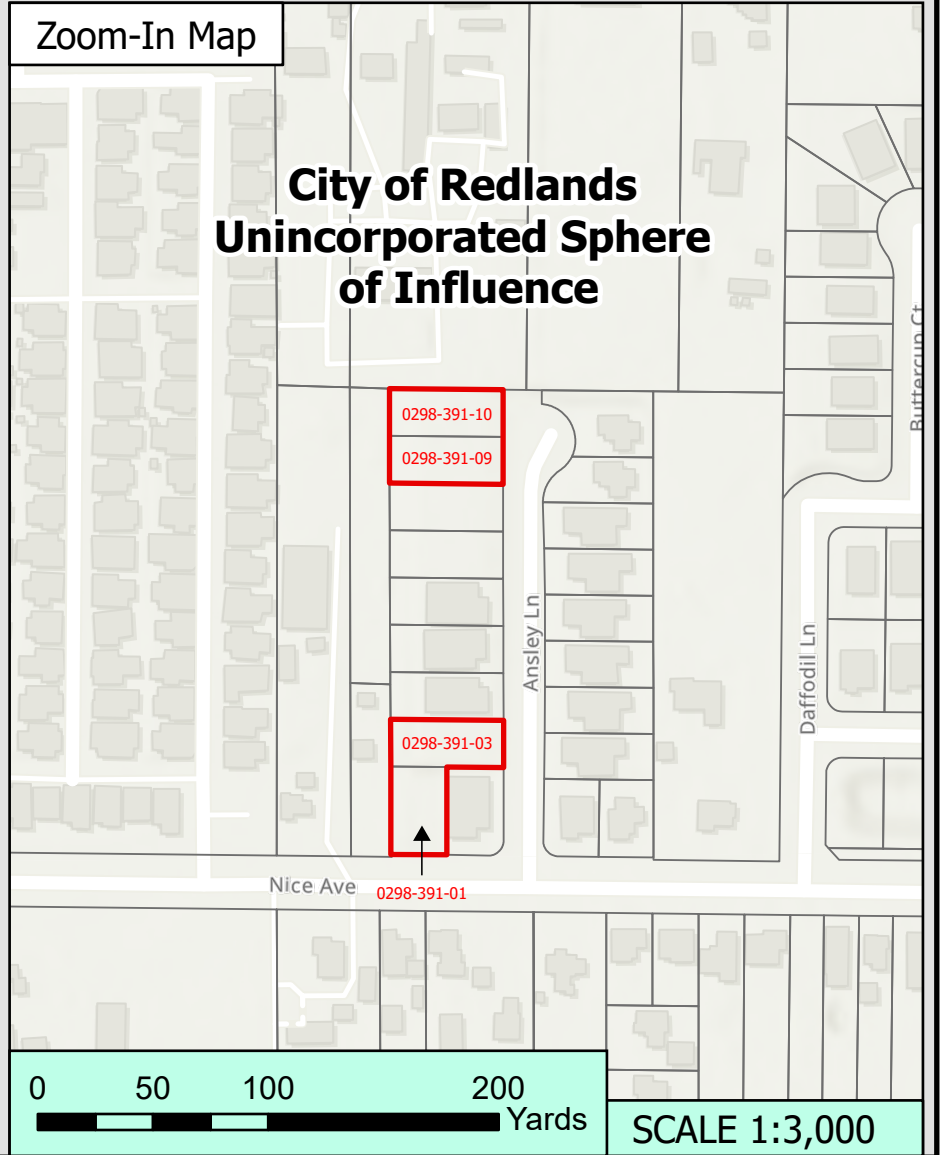 Zoom-In Map
City of Redlands
Unincorporated Sphere
of Influence
Buttercup Ct
0298-391-10
0298-391-09
Ansley Ln
Daffodil Ln
0298-391-03
Nice Ave
0298-391-01
0 50 100 200
Yards
SCALE 1:3,000